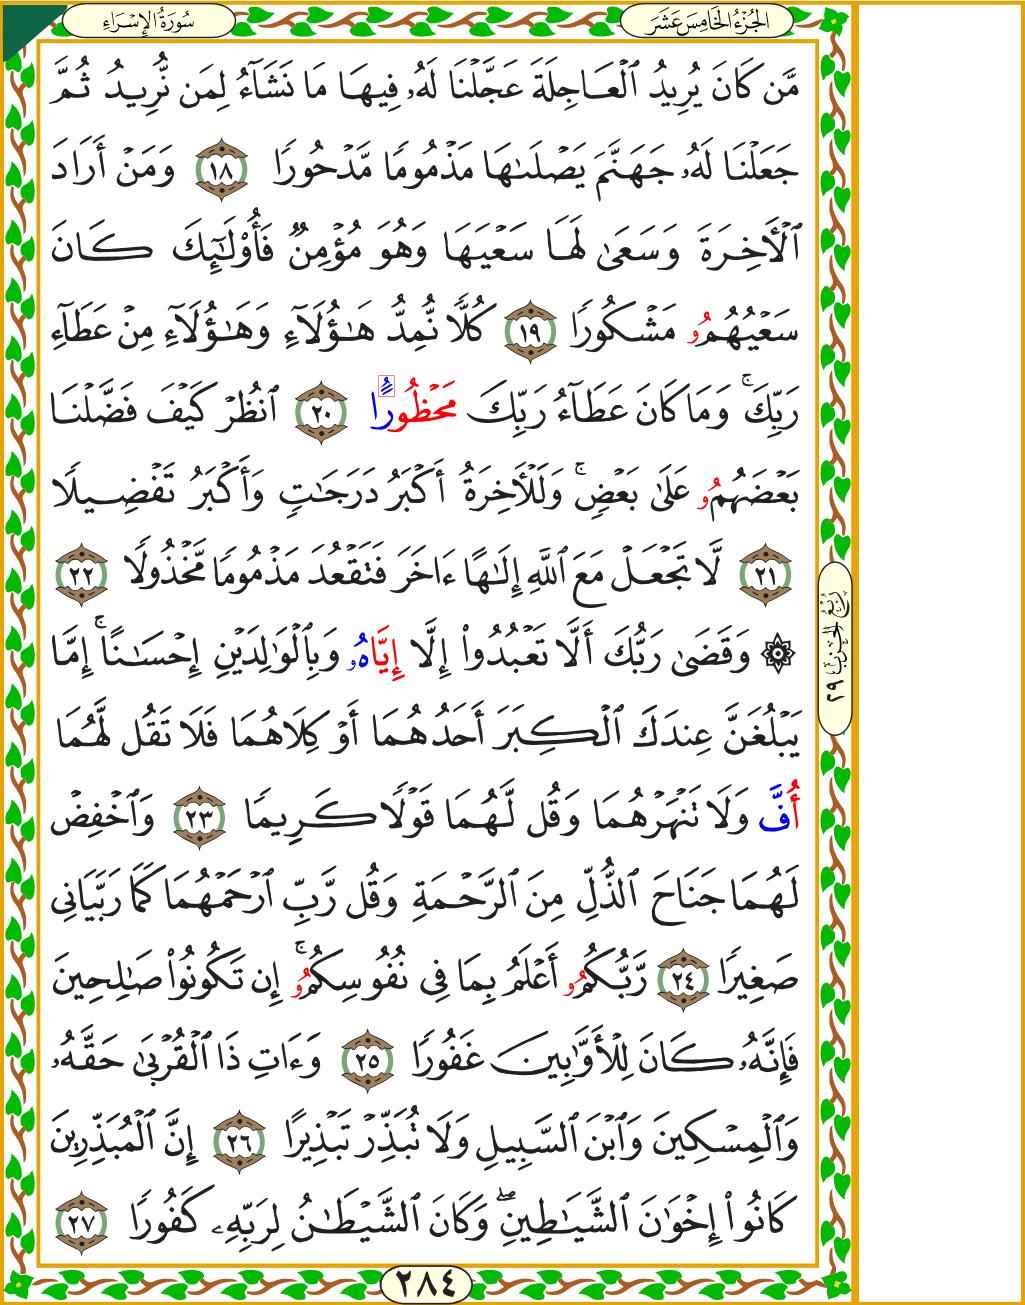 سُورَةُ الإِسْرَاءِ
الجُزْءُ الخَامِسَ عَشَرَ
مَّن كَانَ يُرِيدُ ٱلْعَاجِلَةَ عَجَّلْنَا لَهُۥ فِيهَا مَا نَشَآءُ لِمَن نُّرِيدُ ثُمَّ
جَعَلْنَا لَهُۥ جَهَنَّمَ يَصْلَىٰهَا مَذْمُومًا مَّدْحُورًا ١٨ وَمَنْ أَرَادَ
ٱلْأَخِرَةَ وَسَعَىٰ لَهَا سَعْيَهَا وَهُوَ مُؤْمِنٌ فَأُو۟لَـٰٓئِكَ كَانَ
سَعْيُهُمُۥ مَشْكُورًا ١٩ كُلًّا نُّمِدُّ هَـٰٓؤُلَآءِ وَهَـٰٓؤُلَآءِ مِنْ عَطَآءِ
رَبِّكَ ۚ وَمَا كَانَ عَطَآءُ رَبِّكَ مَحْظُورًا ٢٠ ٱنظُرْ كَيْفَ فَضَّلْنَا
بَعْضَهُمُۥ عَلَىٰ بَعْضٍ ۚ وَلَلْأَخِرَةُ أَكْبَرُ دَرَجَـٰتٍ وَأَكْبَرُ تَفْضِيلًا
٢١ لَّا تَجْعَلْ مَعَ ٱللَّهِ إِلَـٰهًا ءَاخَرَ فَتَقْعُدَ مَذْمُومًا مَّخْذُولًا ٢٢
۞ وَقَضَىٰ رَبُّكَ أَلَّا تَعْبُدُوا۟ إِلَّا إِيَّاهُۥ وَبِٱلْوَٰلِدَيْنِ إِحْسَـٰنًا ۚ إِمَّا
يَبْلُغَنَّ عِندَكَ ٱلْكِبَرَ أَحَدُهُمَا أَوْ كِلَاهُمَا فَلَا تَقُل لَّهُمَا
أُفَّ وَلَا تَنْهَرْهُمَا وَقُل لَّهُمَا قَوْلًا كَرِيمًا ٢٣ وَٱخْفِضْ
لَهُمَا جَنَاحَ ٱلذُّلِّ مِنَ ٱلرَّحْمَةِ وَقُل رَّبِّ ٱرْحَمْهُمَا كَمَا رَبَّيَانِى
صَغِيرًا ٢٤ رَّبُّكُمُۥ أَعْلَمُ بِمَا فِى نُفُوسِكُمُۥ ۚ إِن تَكُونُوا۟ صَـٰلِحِينَ
فَإِنَّهُۥ كَانَ لِلْأَوَّٰبِينَ غَفُورًا ٢٥ وَءَاتِ ذَا ٱلْقُرْبَىٰ حَقَّهُۥ
وَٱلْمِسْكِينَ وَٱبْنَ ٱلسَّبِيلِ وَلَا تُبَذِّرْ تَبْذِيرًا ٢٦ إِنَّ ٱلْمُبَذِّرِينَ
كَانُوٓا۟ إِخْوَٰنَ ٱلشَّيَـٰطِينِ ۖ وَكَانَ ٱلشَّيْطَـٰنُ لِرَبِّهِۦ كَفُورًا ٢٧
رُبُعُ الحِزْبِ ٢٩
٢٨٤